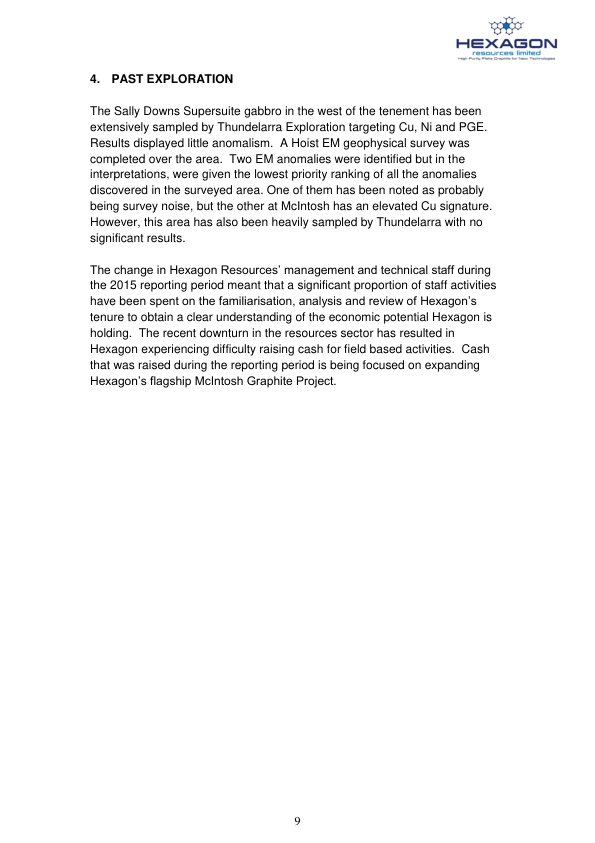 HEXAGON
resources limited
High Purity Flake Graphite for New Technologies
4. PAST EXPLORATION
The Sally Downs Supersuite gabbro in the west of the tenement has been
extensively sampled by Thundelarra Exploration targeting Cu, Ni and PGE.
Results displayed little anomalism.  A Hoist EM geophysical survey was
completed over the area.  Two EM anomalies were identified but in the
interpretations, were given the lowest priority ranking of all the anomalies
discovered in the surveyed area. One of them has been noted as probably
being survey noise, but the other at McIntosh has an elevated Cu signature.
However, this area has also been heavily sampled by Thundelarra with no
significant results.
The change in Hexagon Resources’ management and technical staff during
the 2015 reporting period meant that a significant proportion of staff activities
have been spent on the familiarisation, analysis and review of Hexagon’s
tenure to obtain a clear understanding of the economic potential Hexagon is
holding.  The recent downturn in the resources sector has resulted in
Hexagon experiencing difficulty raising cash for field based activities.  Cash
that was raised during the reporting period is being focused on expanding
Hexagon’s flagship McIntosh Graphite Project.
9